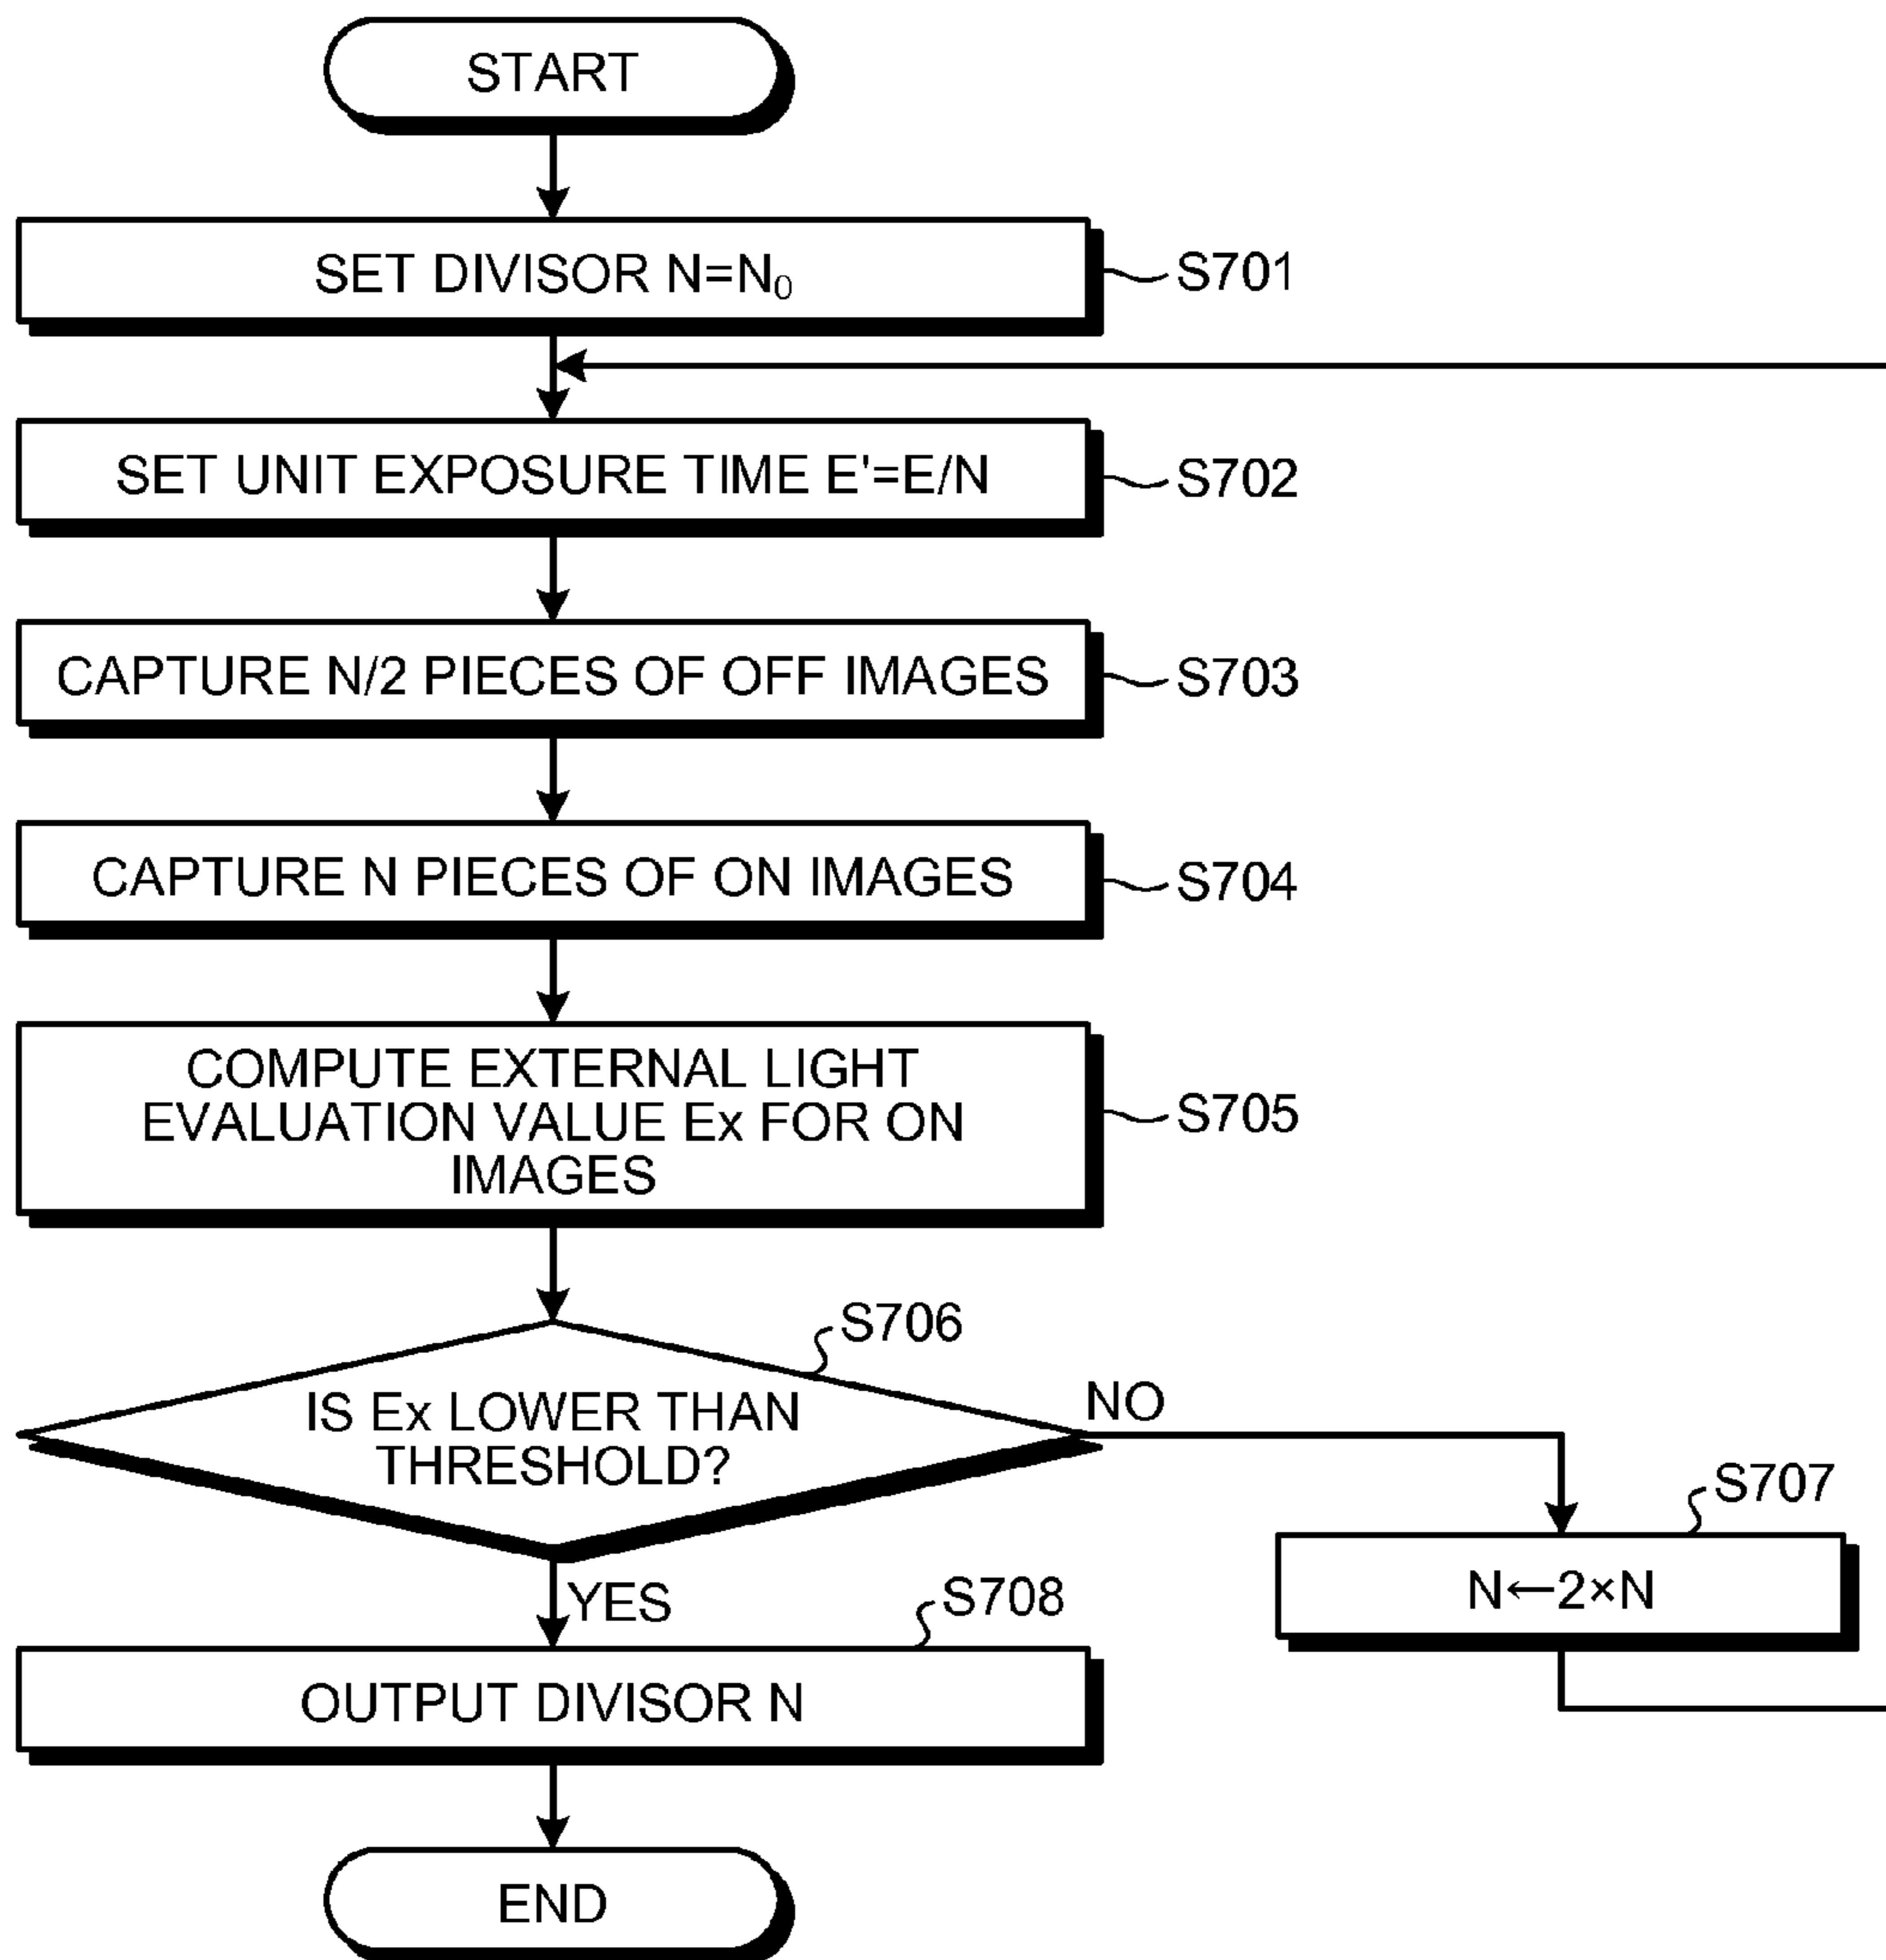 START
SET DIVISOR N=N₀
S701
SET UNIT EXPOSURE TIME E'=E/N
S702
CAPTURE N/2 PIECES OF OFF IMAGES
S703
CAPTURE N PIECES OF ON IMAGES
S704
COMPUTE EXTERNAL LIGHT
EVALUATION VALUE Ex FOR ON
IMAGES
S705
S706
IS Ex LOWER THAN
THRESHOLD?
NO
S707
N←2×N
YES
S708
OUTPUT DIVISOR N
END